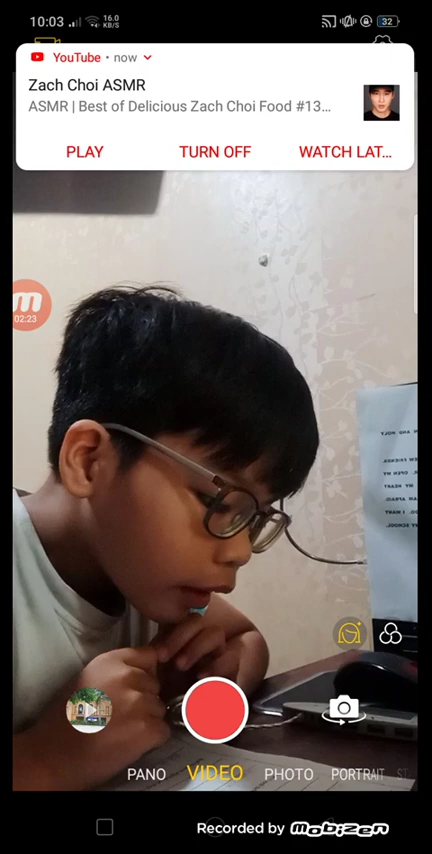 10:03
16.0
KB/S
32
YouTube • now
Zach Choi ASMR
ASMR | Best of Delicious Zach Choi Food #13...
PLAY TURN OFF WATCH LAT...
02:23
PANO VIDEO PHOTO PORTRAIT
Recorded by Mobizen